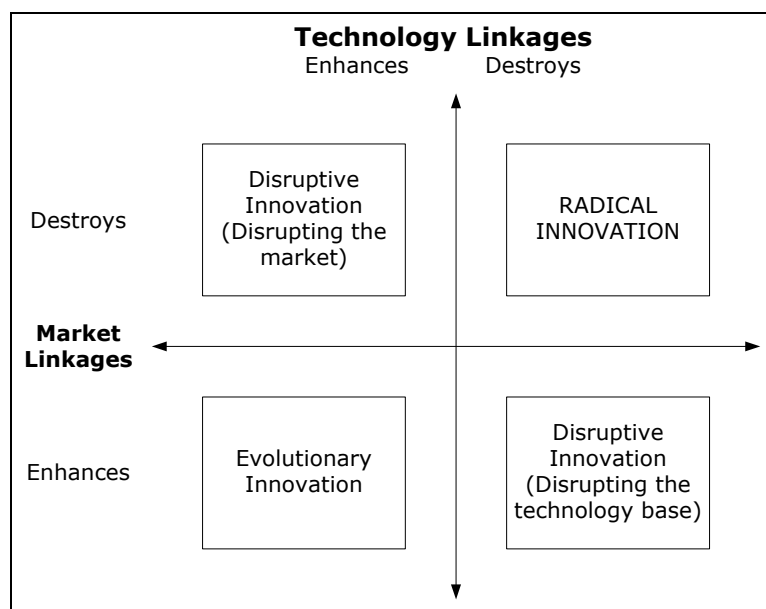 Technology Linkages
Enhances Destroys
Destroys
Disruptive
Innovation
(Disrupting the
market)
RADICAL
INNOVATION
Market
Linkages
Enhances
Evolutionary
Innovation
Disruptive
Innovation
(Disrupting the
technology base)